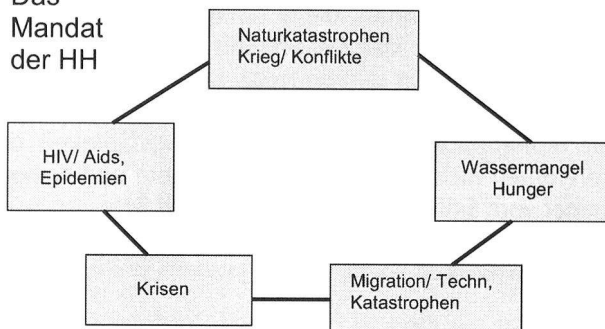 Das
Mandat
der HH
Naturkatastrophen
Krieg/ Konflikte
HIV/ Aids,
Epidemien
Wassermangel
Hunger
Krisen
Migration/ Techn,
Katastrophen